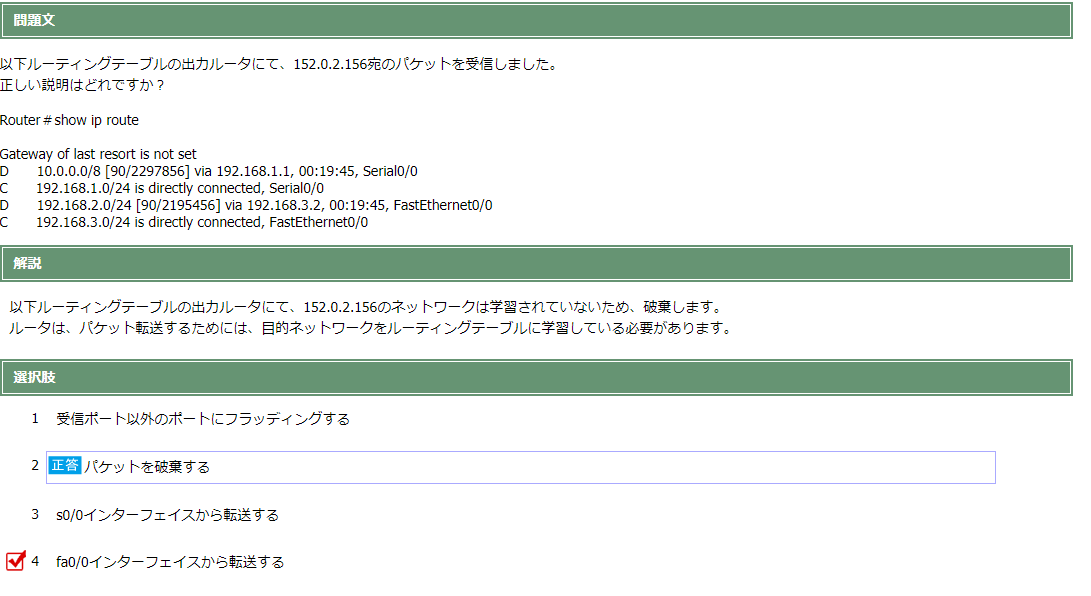 問題文
以下ルーティングテーブルの出力ルータにて、152.0.2.156宛のパケットを受信しました。
正しい説明はどれですか？
Router＃show ip route
Gateway of last resort is not set
D 10.0.0.0/8 [90/2297856] via 192.168.1.1, 00:19:45, Serial0/0
C 192.168.1.0/24 is directly connected, Serial0/0
D 192.168.2.0/24 [90/2195456] via 192.168.3.2, 00:19:45, FastEthernet0/0
C 192.168.3.0/24 is directly connected, FastEthernet0/0
解説
以下ルーティングテーブルの出力ルータにて、152.0.2.156のネットワークは学習されていないため、破棄します。
ルータは、パケット転送するためには、目的ネットワークをルーティングテーブルに学習している必要があります。
選択肢
1 受信ポート以外のポートにフラッディングする
2 正答 パケットを破棄する
3 s0/0インターフェイスから転送する
4 fa0/0インターフェイスから転送する